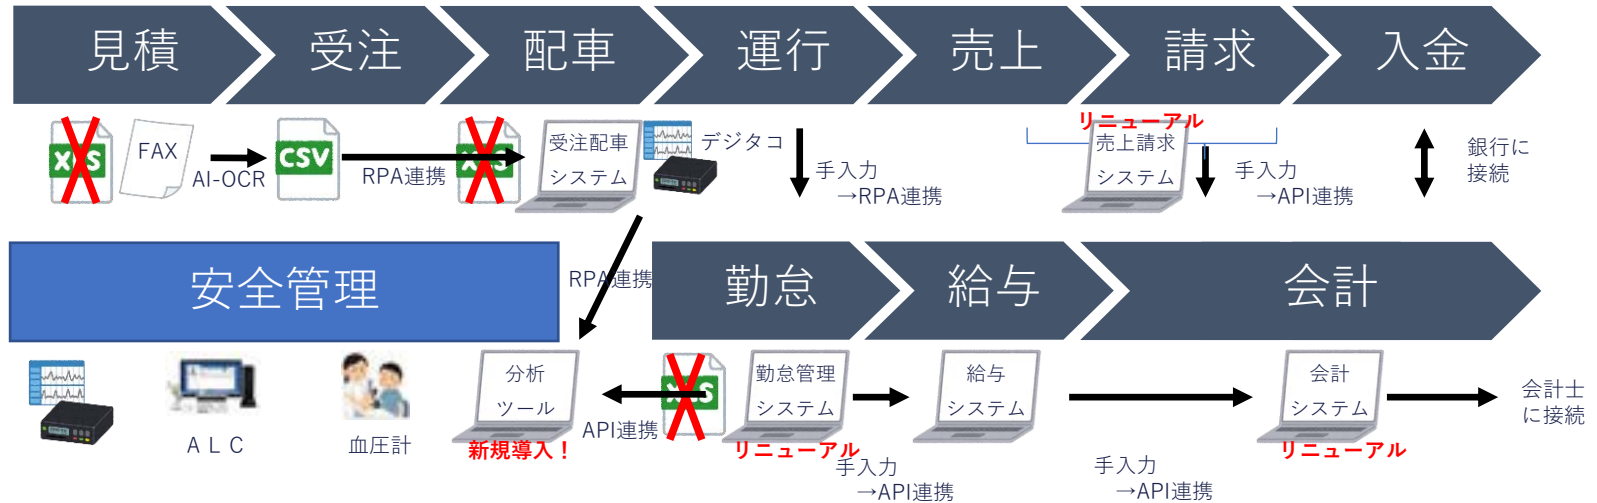 見積
受注
配車
運行
売上
請求
入金
XLS
FAX
AI-OCR
CSV
RPA連携
XLS
受注配車
システム
デジタコ
手入力
→RPA連携
リニューアル
売上請求
システム
手入力
→API連携
銀行に
接続
安全管理
RPA連携
勤怠
給与
会計
ALC
血圧計
分析
ツール
新規導入！
API連携
XLS
勤怠管理
システム
リニューアル
手入力
→API連携
給与
システム
手入力
→API連携
会計
システム
リニューアル
会計士
に接続